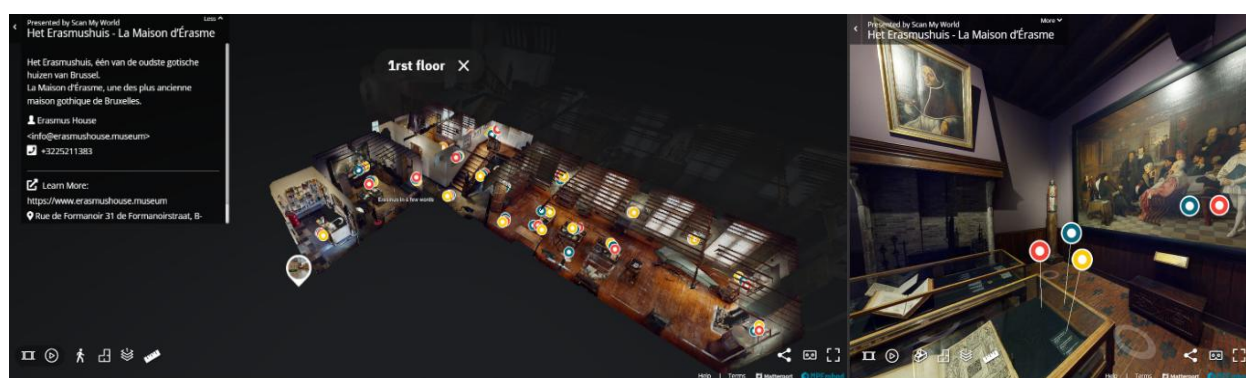 Presented by Scan My World
Less
Het Erasmushuis - La Maison d'Érasme
Het Erasmushuis, één van de oudste gotische
huizen van Brussel.
La Maison d'Érasme, une des plus ancienne
maison gothique de Bruxelles.
Erasmus House
<info@erasmushouse.museum>
+3225211383
Learn More:
https://www.erasmushouse.museum
Rue de Formanoir 31 de Formanoirstraat, B-
1rst floor
Erasmus in a few words
Help | Terms
Matterport
MPEmbed
Presented by Scan My World
More
Het Erasmushuis - La Maison d'Érasme
Help | Terms
Matterport